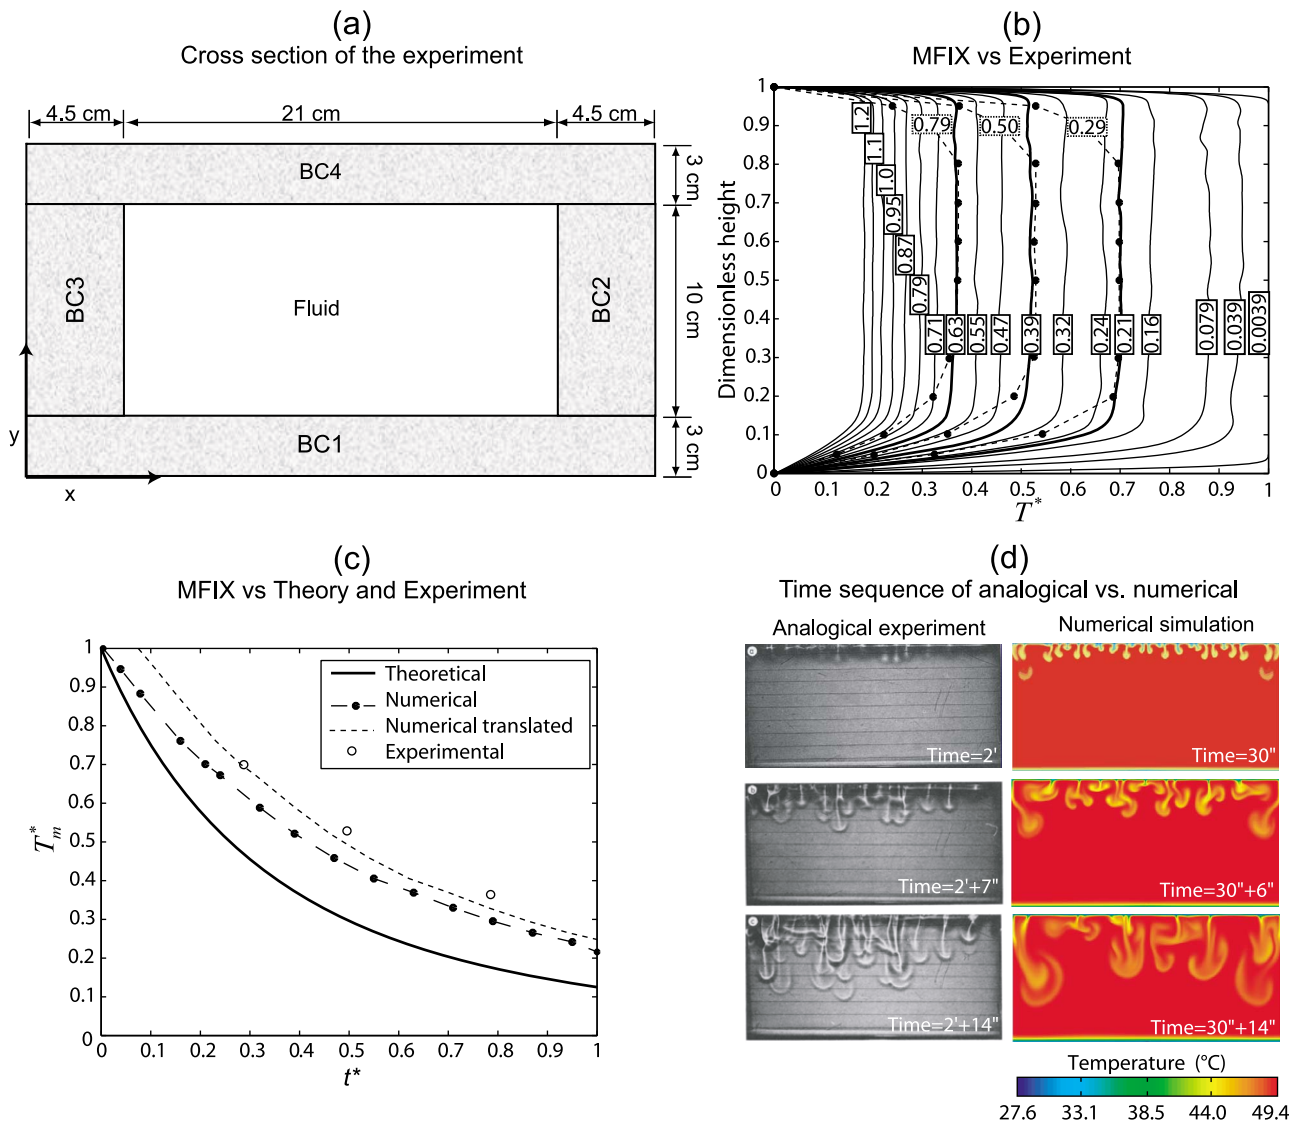 (a)
Cross section of the experiment
4.5 cm
21 cm
4.5 cm
BC4
3 cm
BC3
Fluid
BC2
10 cm
BC1
3 cm
y
x
(b)
MFIX vs Experiment
Dimensionless height
1
0.9
0.8
0.7
0.6
0.5
0.4
0.3
0.2
0.1
0
1.2
1.1
1.0
0.95
0.87
0.79
0.71
0.63
0.55
0.47
0.39
0.32
0.24
0.21
0.16
0.079
0.039
0.0039
0.79
0.50
0.29
0
0.1
0.2
0.3
0.4
0.5
0.6
0.7
0.8
0.9
1
T*
(c)
MFIX vs Theory and Experiment
1
0.9
0.8
0.7
0.6
0.5
0.4
0.3
0.2
0.1
0
T*m
Theoretical
Numerical
Numerical translated
Experimental
0
0.1
0.2
0.3
0.4
0.5
0.6
0.7
0.8
0.9
1
t*
(d)
Time sequence of analogical vs. numerical
Analogical experiment
Numerical simulation
a
Time=2'
Time=30"
b
Time=2'+7"
Time=30"+6"
c
Time=2'+14"
Time=30"+14"
Temperature (°C)
27.6
33.1
38.5
44.0
49.4